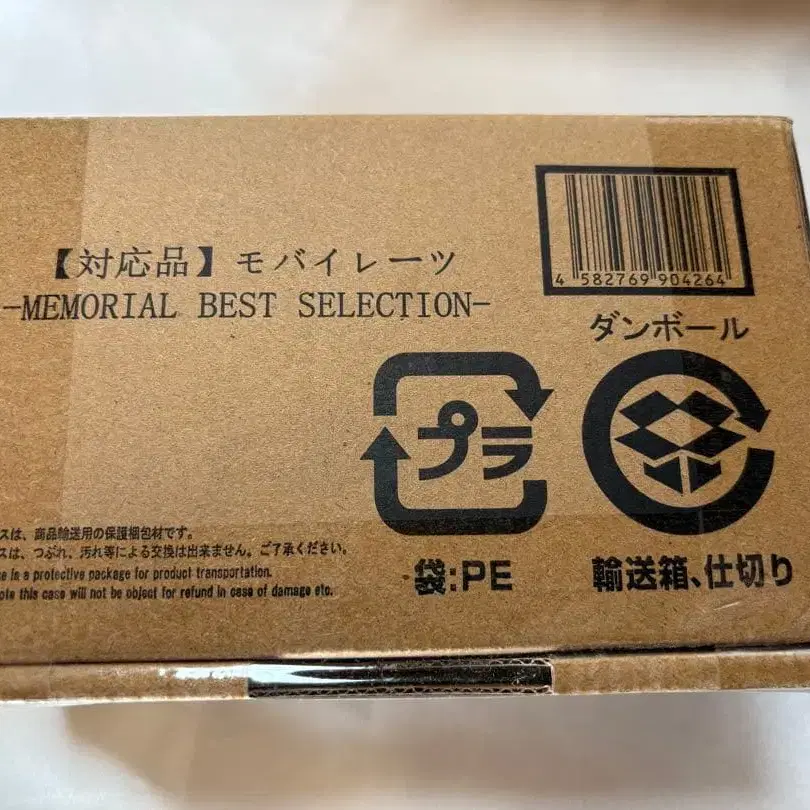 【対応品】モバイレーツ
-MEMORIAL BEST SELECTION-
4 582769 904264
ダンボール
プラ
袋:PE
輸送箱、仕切り
スは、商品輸送用の保護梱包材です。
スは、つぶれ、汚れ等による交換は出来ません。ご了承ください。
se is a protective package for product transportation.
ote this case will not be object for refund in case of damage etc.